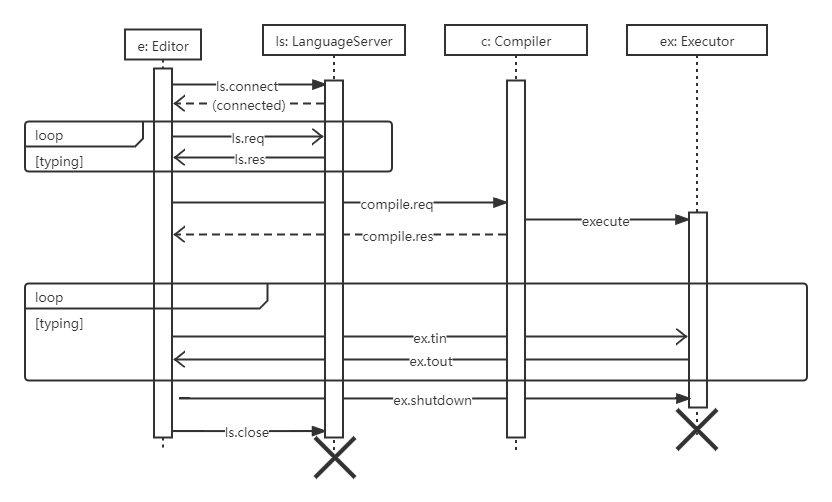 e: Editor
ls: LanguageServer
c: Compiler
ex: Executor
ls.connect
(connected)
loop
ls.req
[typing]
ls.res
compile.req
execute
compile.res
loop
[typing]
ex.tin
ex.tout
ex.shutdown
ls.close